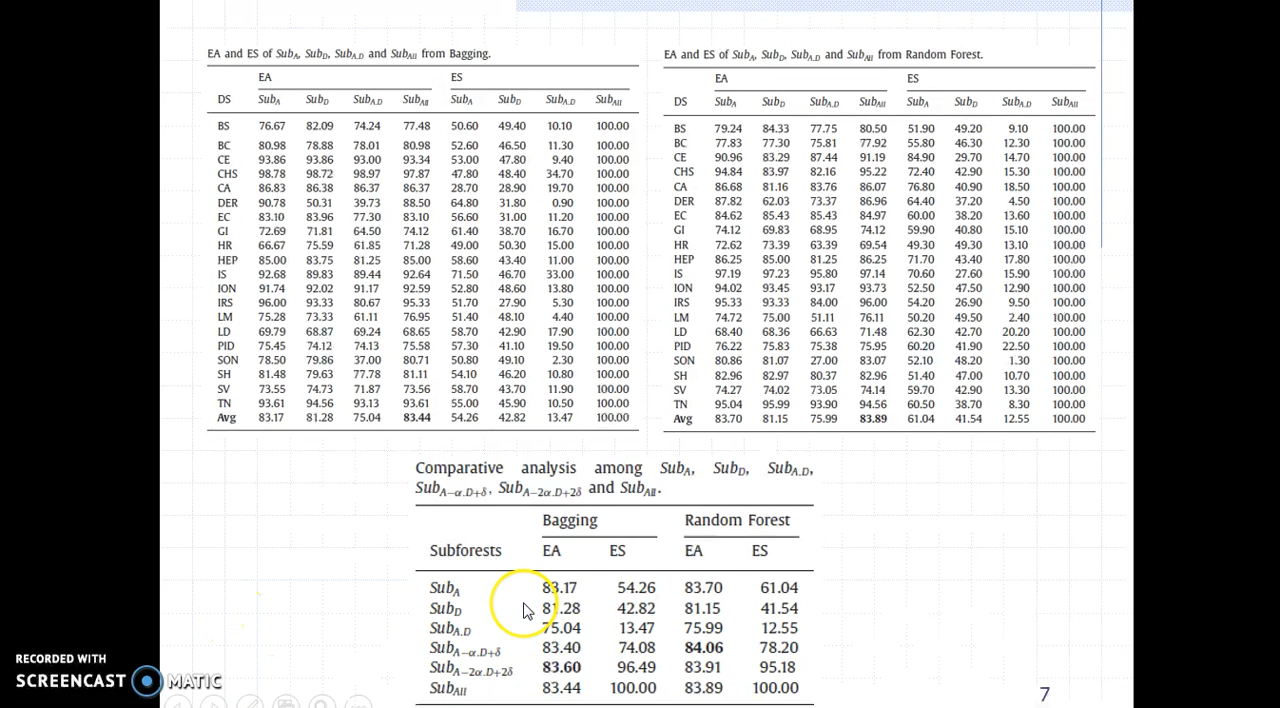 EA and ES of Sub_A, Sub_D, Sub_A.D and Sub_All from Bagging.
EA ES
DS Sub_A Sub_D Sub_A.D Sub_All Sub_A Sub_D Sub_A.D Sub_All
BS 76.67 82.09 74.24 77.48 50.60 49.40 10.10 100.00
BC 80.98 78.88 78.01 80.98 52.60 46.50 11.30 100.00
CE 93.86 93.86 93.00 93.34 53.00 47.80 9.40 100.00
CHS 98.78 98.72 98.97 97.87 47.80 48.40 34.70 100.00
CA 86.83 86.38 86.37 86.37 28.70 28.90 19.70 100.00
DER 90.78 50.31 39.73 88.50 64.80 31.80 0.90 100.00
EC 83.10 83.96 77.30 83.10 56.60 31.00 11.20 100.00
GI 72.69 71.81 64.50 74.12 61.40 38.70 16.70 100.00
HR 66.67 75.59 61.85 71.28 49.00 50.30 15.00 100.00
HEP 85.00 83.75 81.25 85.00 58.60 43.40 11.00 100.00
IS 92.68 89.83 89.44 92.64 71.50 46.70 33.00 100.00
ION 91.74 92.02 91.17 92.59 52.80 48.60 13.80 100.00
IRS 96.00 93.33 80.67 95.33 51.70 27.90 5.30 100.00
LM 75.28 73.33 61.11 76.95 51.40 48.10 4.40 100.00
LD 69.79 68.87 69.24 68.65 58.70 42.90 17.90 100.00
PID 75.45 74.12 74.13 75.58 57.30 41.10 19.50 100.00
SON 78.50 79.86 37.00 80.71 50.80 49.10 2.30 100.00
SH 81.48 79.63 77.78 81.11 54.10 46.20 10.80 100.00
SV 73.55 74.73 71.87 73.56 58.70 43.70 11.90 100.00
TN 93.61 94.56 93.13 93.61 55.00 45.90 10.50 100.00
Avg 83.17 81.28 75.04 83.44 54.26 42.82 13.47 100.00
EA and ES of Sub_A, Sub_D, Sub_A.D and Sub_All from Random Forest.
EA ES
DS Sub_A Sub_D Sub_A.D Sub_All Sub_A Sub_D Sub_A.D Sub_All
BS 79.24 84.33 77.75 80.50 51.90 49.20 9.10 100.00
BC 77.83 77.30 75.81 77.92 55.80 46.30 12.30 100.00
CE 90.96 83.29 87.44 91.19 84.90 29.70 14.70 100.00
CHS 94.84 83.97 82.16 95.22 72.40 42.90 15.30 100.00
CA 86.68 81.16 83.76 86.07 76.80 40.90 18.50 100.00
DER 87.82 62.03 73.37 86.96 64.40 37.20 4.50 100.00
EC 84.62 85.43 85.43 84.97 60.00 38.20 13.60 100.00
GI 74.12 69.83 68.95 74.12 59.90 40.80 15.10 100.00
HR 72.62 73.39 63.39 69.54 49.30 49.30 13.10 100.00
HEP 86.25 85.00 81.25 86.25 71.70 43.40 17.80 100.00
IS 97.19 97.23 95.80 97.14 70.60 27.60 15.90 100.00
ION 94.02 93.45 93.17 93.73 52.50 47.50 12.90 100.00
IRS 95.33 93.33 84.00 96.00 54.20 26.90 9.50 100.00
LM 74.72 75.00 51.11 76.11 50.20 49.50 2.40 100.00
LD 68.40 68.36 66.63 71.48 62.30 42.70 20.20 100.00
PID 76.22 75.83 75.38 75.95 60.20 41.90 22.50 100.00
SON 80.86 81.07 27.00 83.07 52.10 48.20 1.30 100.00
SH 82.96 82.97 80.37 82.96 51.40 47.00 10.70 100.00
SV 74.27 74.02 73.05 74.14 59.70 42.90 13.30 100.00
TN 95.04 95.99 93.90 94.56 60.50 38.70 8.30 100.00
Avg 83.70 81.15 75.99 83.89 61.04 41.54 12.55 100.00
Comparative analysis among Sub_A, Sub_D, Sub_A.D,
Sub_A−α.D+δ, Sub_A−2α.D+2δ and Sub_All.
Bagging Random Forest
Subforests EA ES EA ES
Sub_A 83.17 54.26 83.70 61.04
Sub_D 81.28 42.82 81.15 41.54
Sub_A.D 75.04 13.47 75.99 12.55
Sub_A−α.D+δ 83.40 74.08 84.06 78.20
Sub_A−2α.D+2δ 83.60 96.49 83.91 95.18
Sub_All 83.44 100.00 83.89 100.00
RECORDED WITH
SCREENCAST MATIC
7